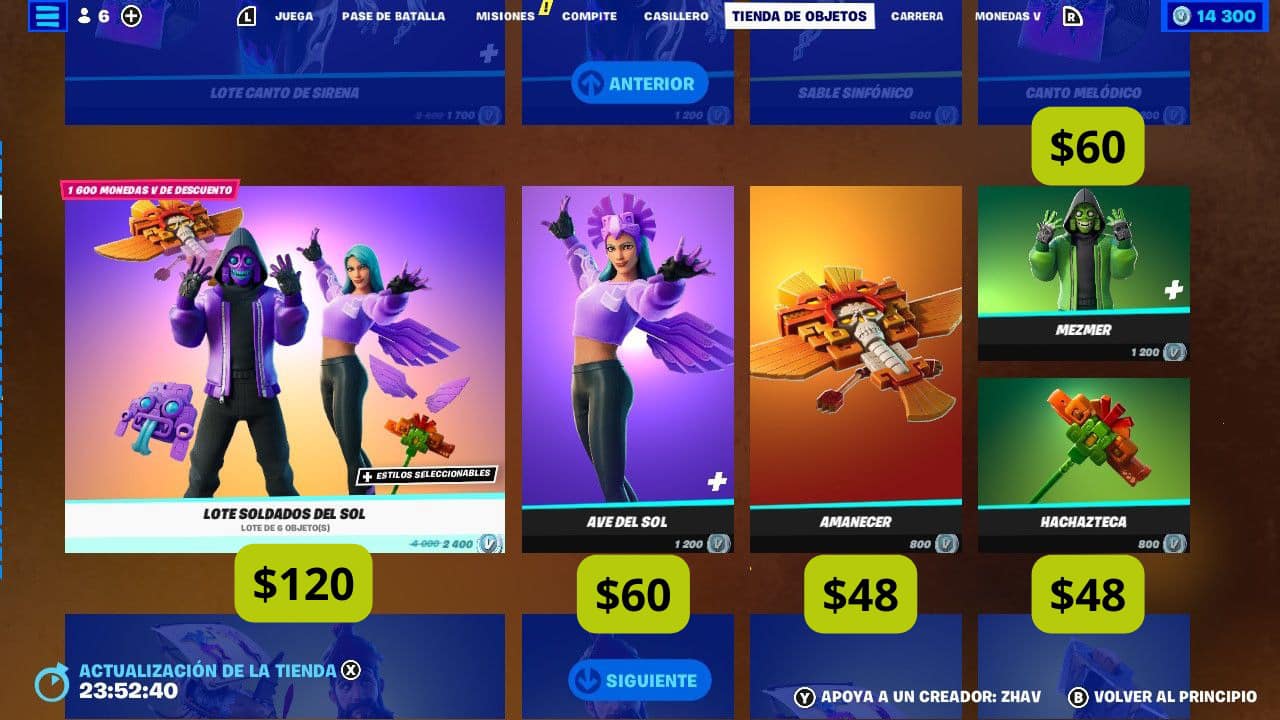 6
L
JUEGA
PASE DE BATALLA
MISIONES
COMPITE
CASILLERO
TIENDA DE OBJETOS
CARRERA
MONEDAS V
R
14 300
LOTE CANTO DE SIRENA
1 700
ANTERIOR
1 200
SABLE SINFÓNICO
CANTO MELÓDICO
$60
1 600 MONEDAS V DE DESCUENTO
+ ESTILOS SELECCIONABLES
LOTE SOLDADOS DEL SOL
LOTE DE 6 OBJETO(S)
4 000 2 400
AVE DEL SOL
1 200
AMANECER
800
MEZMER
1 200
HACHAZTECA
800
$120
$60
$48
$48
ACTUALIZACIÓN DE LA TIENDA X
23:52:40
SIGUIENTE
Y APOYA A UN CREADOR: ZHAV
B VOLVER AL PRINCIPIO